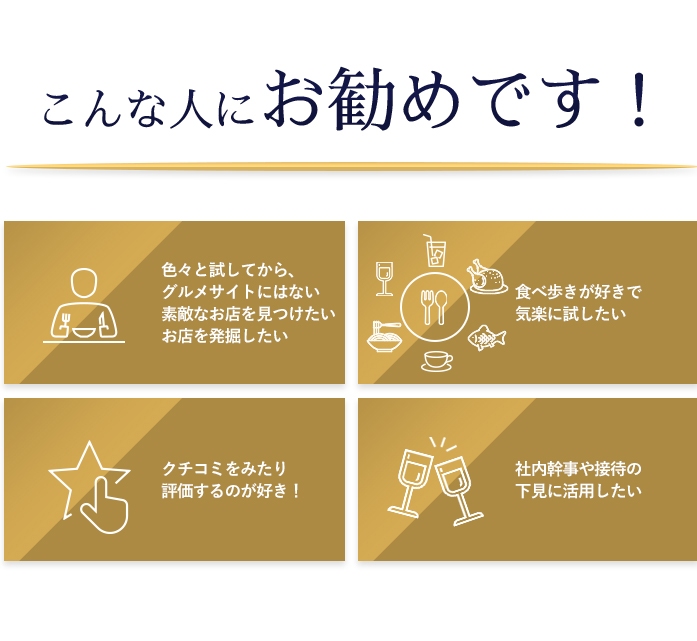 こんな人にお勧めです！
色々と試してから、
グルメサイトにはない
素敵なお店を見つけたい
お店を発掘したい
食べ歩きが好きで
気楽に試したい
クチコミをみたり
評価するのが好き！
社内幹事や接待の
下見に活用したい